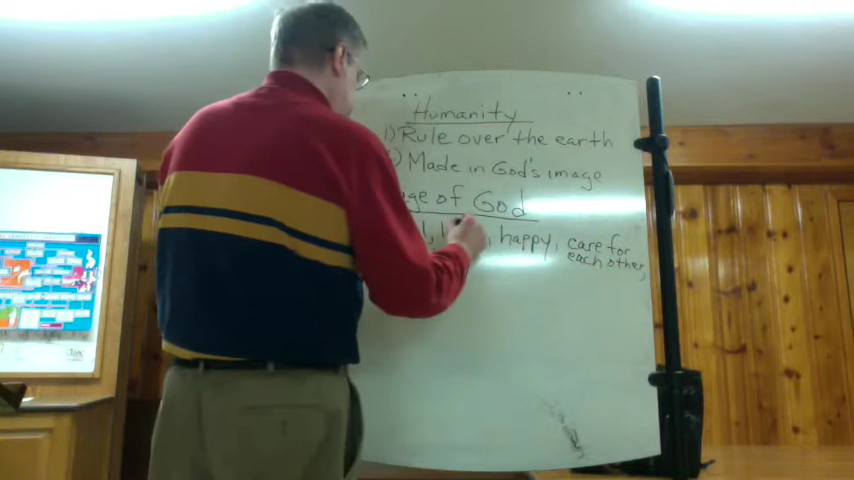 Humanity
1) Rule over the earth
2) Made in God's image
age of God
happy, care for
each other,